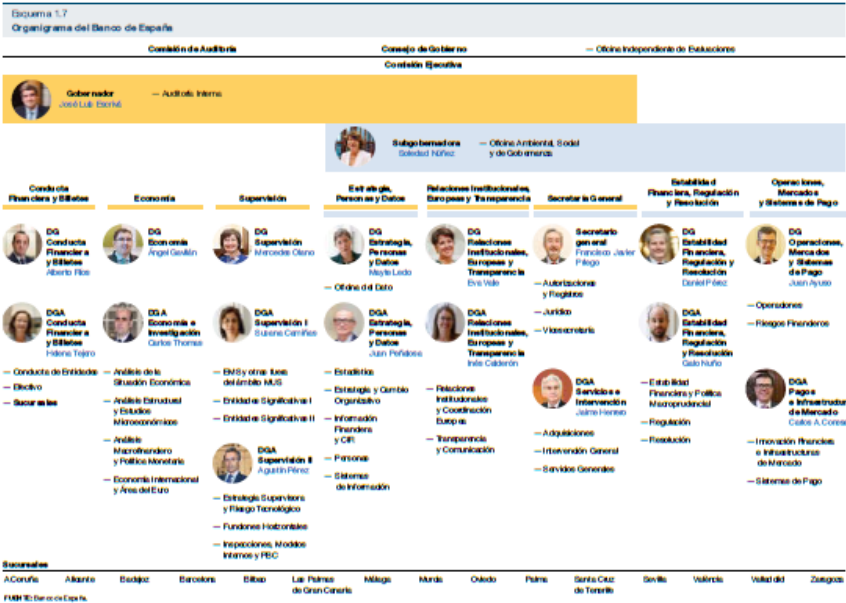 Esquema 1.7
Organigrama del Banco de España
Comisión de Auditoría
Consejo de Gobierno
— Oficina Independiente de Evaluaciones
Comisión Ejecutiva
Gobernador
José Luis Escrivá
— Auditoría Interna
Subgobernadora
Soledad Núñez
— Oficina Ambiental, Social
y de Gobernanza
Conducta
Financiera y Billetes
Economía
Supervisión
Estrategia,
Personas y Datos
Relaciones Institucionales,
Europeas y Transparencia
Secretaría General
Estabilidad
Financiera, Regulación
y Resolución
Operaciones,
Mercados
y Sistemas de Pago
DG
Conducta
Financiera
y Billetes
Alberto Ríos
DGA
Conducta
Financiera
y Billetes
Helena Tejero
— Conducta de Entidades
— Efectivo
— Sucursales
DG
Economía
Ángel Gavilán
DGA
Economía e
Investigación
Carlos Thomas
— Análisis de la
Situación Económica
— Análisis Estructural
y Estudios
Microeconómicos
— Análisis
Macrofinanciero
y Política Monetaria
— Economía Internacional
y Área del Euro
DG
Supervisión
Mercedes Olano
DGA
Supervisión I
Susana Camiñas
— EMS y otras fuera
del ámbito MUS
— Entidades Significativas I
— Entidades Significativas II
DGA
Supervisión II
Agustín Pérez
— Estrategia Supervisora
y Riesgo Tecnológico
— Funciones Horizontales
— Inspecciones, Modelos
Internos y PBC
DG
Estrategia,
Personas
y Datos
Mayte Ledo
— Oficina del Dato
DGA
Estrategia,
Personas
y Datos
Juan Peñalosa
— Estadística
— Estrategia y Cambio
Organizativo
— Información
Financiera
y CIR
— Personas
— Sistemas
de Información
DG
Relaciones
Institucionales,
Europeas y
Transparencia
Eva Valle
DGA
Relaciones
Institucionales,
Europeas y
Transparencia
Inés Calderón
— Relaciones
Institucionales
y Coordinación
Europea
— Transparencia
y Comunicación
Secretario
general
Francisco Javier
Priego
— Autorizaciones
y Registros
— Jurídico
— Vicesecretaría
DGA
Servicios e
Intervención
Jaime Herrero
— Adquisiciones
— Intervención General
— Servicios Generales
DG
Estabilidad
Financiera,
Regulación y
Resolución
Daniel Pérez
DGA
Estabilidad
Financiera,
Regulación
y Resolución
Galo Nuño
— Estabilidad
Financiera y Política
Macroprudencial
— Regulación
— Resolución
DG
Operaciones,
Mercados
y Sistemas
de Pago
Juan Ayuso
— Operaciones
— Riesgos Financieros
DGA
Pagos
e Infraestructuras
de Mercado
Carlos A. Conesa
— Innovación Financiera
e Infraestructuras
de Mercado
— Sistemas de Pago
Sucursales
A Coruña Alicante Badajoz Barcelona Bilbao Las Palmas Málaga Murcia Oviedo Palma Santa Cruz Sevilla València Valladolid Zaragoza
de Gran Canaria de Tenerife
FUENTE: Banco de España.